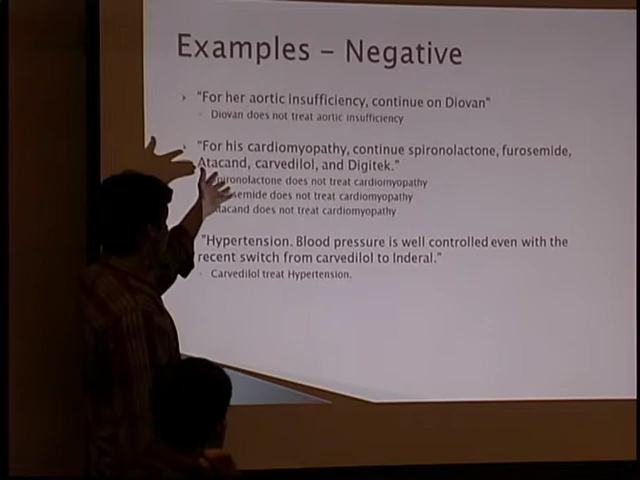 Examples - Negative
"For her aortic insufficiency, continue on Diovan"
Diovan does not treat aortic insufficiency
"For his cardiomyopathy, continue spironolactone, furosemide,
Atacand, carvedilol, and Digitek."
does not treat cardiomyopathy
does not treat cardiomyopathy
does not treat cardiomyopathy
"Hypertension. Blood pressure is well controlled even with the
recent switch from carvedilol to Inderal."
Carvedilol treat Hypertension.